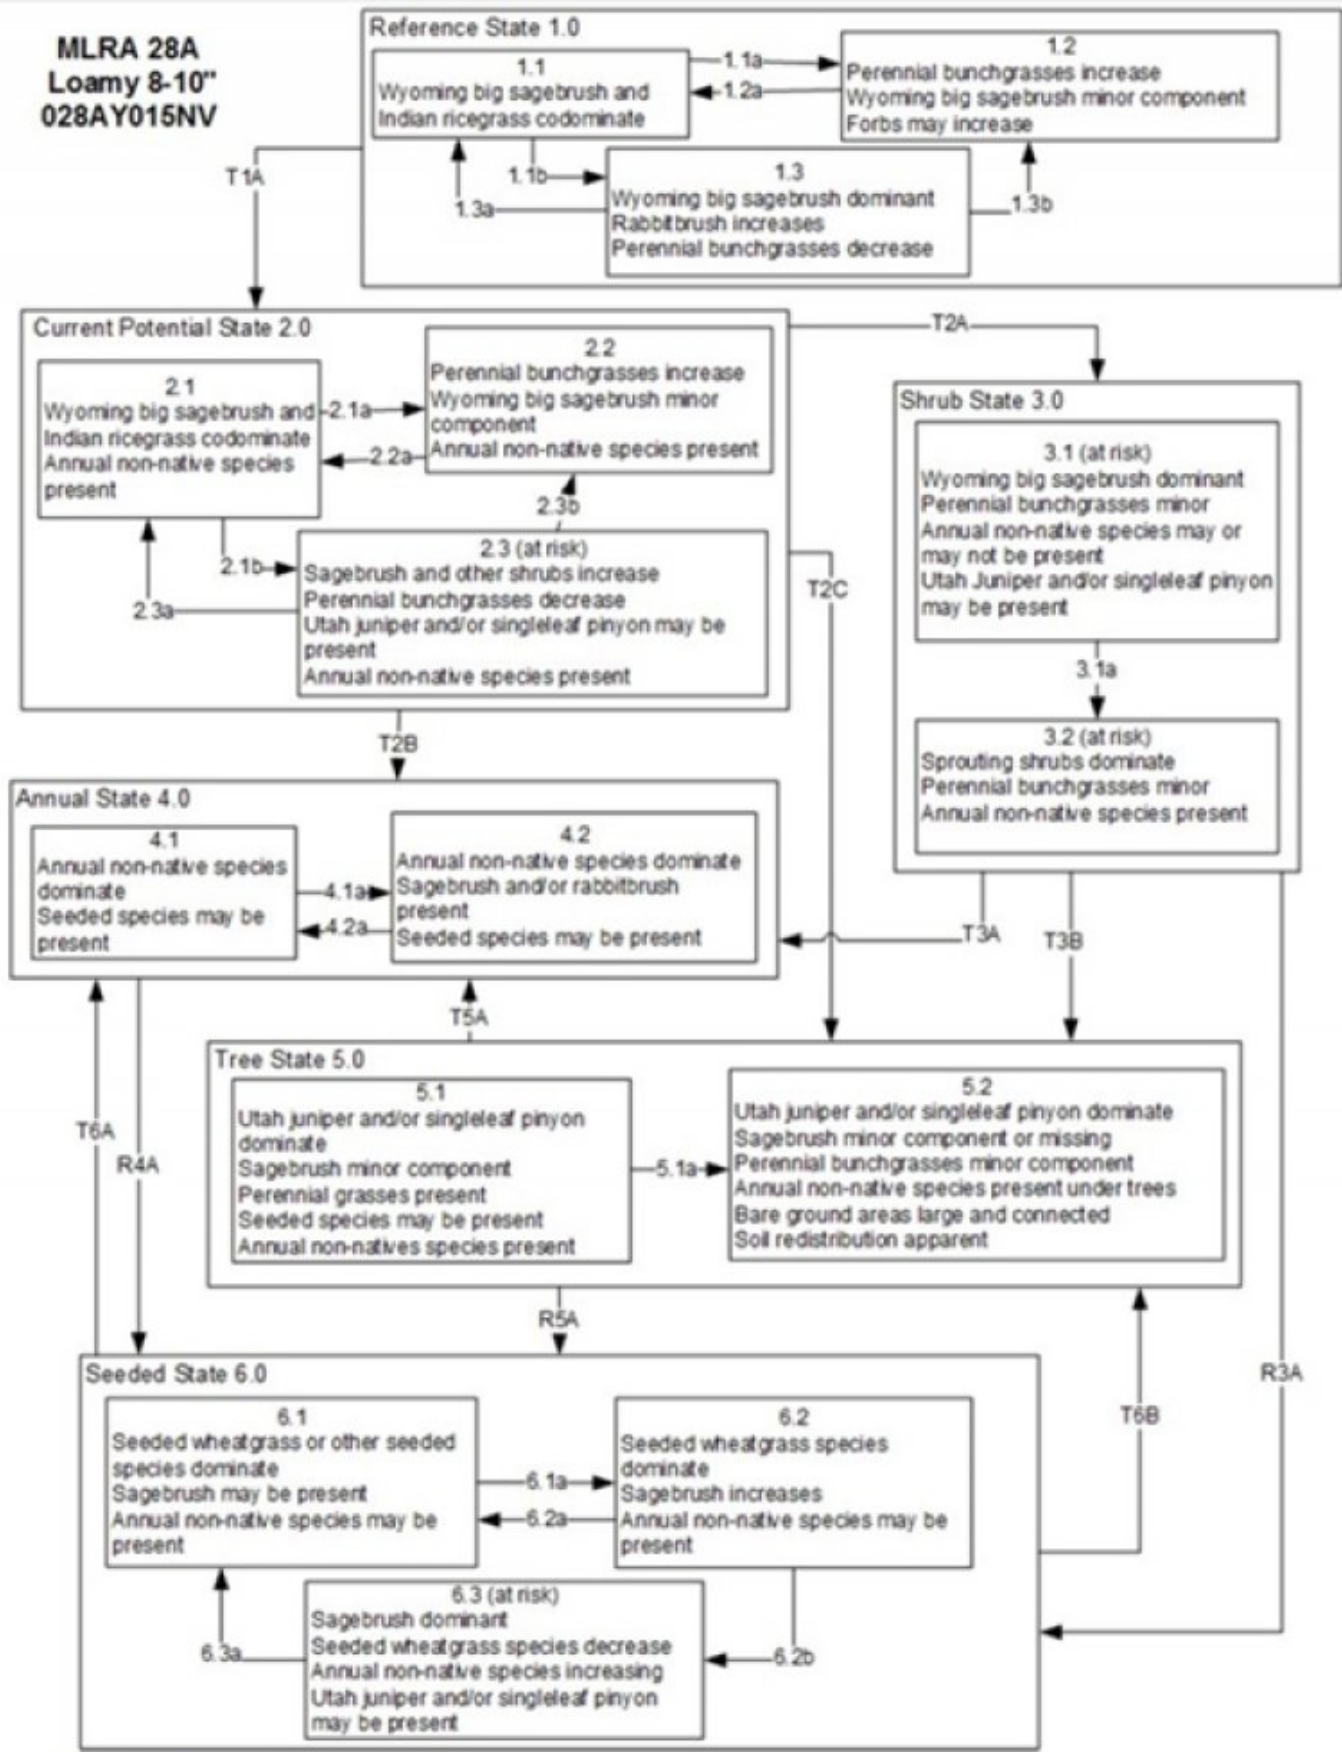 MLRA 28A
Loamy 8-10"
028AY015NV
Reference State 1.0
1.1
Wyoming big sagebrush and
Indian ricegrass codominate
1.1a
1.2a
1.2
Perennial bunchgrasses increase
Wyoming big sagebrush minor component
Forbs may increase
1.1b
1.3a
1.3
Wyoming big sagebrush dominant
Rabbitbrush increases
Perennial bunchgrasses decrease
1.3b
T1A
Current Potential State 2.0
2.1
Wyoming big sagebrush and
Indian ricegrass codominate
Annual non-native species
present
2.1a
2.2a
2.2
Perennial bunchgrasses increase
Wyoming big sagebrush minor
component
Annual non-native species present
2.3b
2.1b
2.3a
2.3 (at risk)
Sagebrush and other shrubs increase
Perennial bunchgrasses decrease
Utah juniper and/or singleleaf pinyon may be
present
Annual non-native species present
T2A
T2C
T2B
Shrub State 3.0
3.1 (at risk)
Wyoming big sagebrush dominant
Perennial bunchgrasses minor
Annual non-native species may or
may not be present
Utah Juniper and/or singleleaf pinyon
may be present
3.1a
3.2 (at risk)
Sprouting shrubs dominate
Perennial bunchgrasses minor
Annual non-native species present
Annual State 4.0
4.1
Annual non-native species
dominate
Seeded species may be
present
4.1a
4.2a
4.2
Annual non-native species dominate
Sagebrush and/or rabbitbrush
present
Seeded species may be present
T3A
T3B
T5A
Tree State 5.0
5.1
Utah juniper and/or singleleaf pinyon
dominate
Sagebrush minor component
Perennial grasses present
Seeded species may be present
Annual non-natives species present
5.1a
5.2
Utah juniper and/or singleleaf pinyon dominate
Sagebrush minor component or missing
Perennial bunchgrasses minor component
Annual non-native species present under trees
Bare ground areas large and connected
Soil redistribution apparent
T6A
R4A
R5A
R3A
T6B
Seeded State 6.0
6.1
Seeded wheatgrass or other seeded
species dominate
Sagebrush may be present
Annual non-native species may be
present
6.1a
6.2a
6.2
Seeded wheatgrass species
dominate
Sagebrush increases
Annual non-native species may be
present
6.3a
6.3 (at risk)
Sagebrush dominant
Seeded wheatgrass species decrease
Annual non-native species increasing
Utah juniper and/or singleleaf pinyon
may be present
6.2b